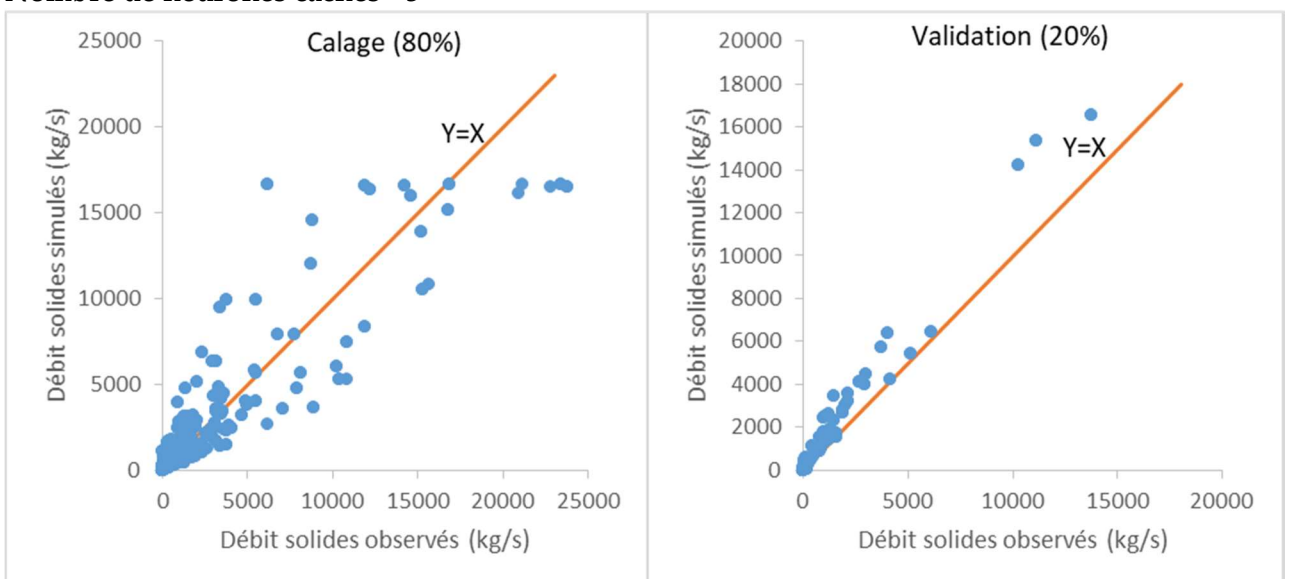 Calage (80%)
Y=X
25000
20000
15000
10000
5000
0
0 5000 10000 15000 20000 25000
Débit solides simulés (kg/s)
Débit solides observés (kg/s)
Validation (20%)
Y=X
20000
18000
16000
14000
12000
10000
8000
6000
4000
2000
0
0 5000 10000 15000 20000
Débit solides simulés (kg/s)
Débit solides observés (kg/s)